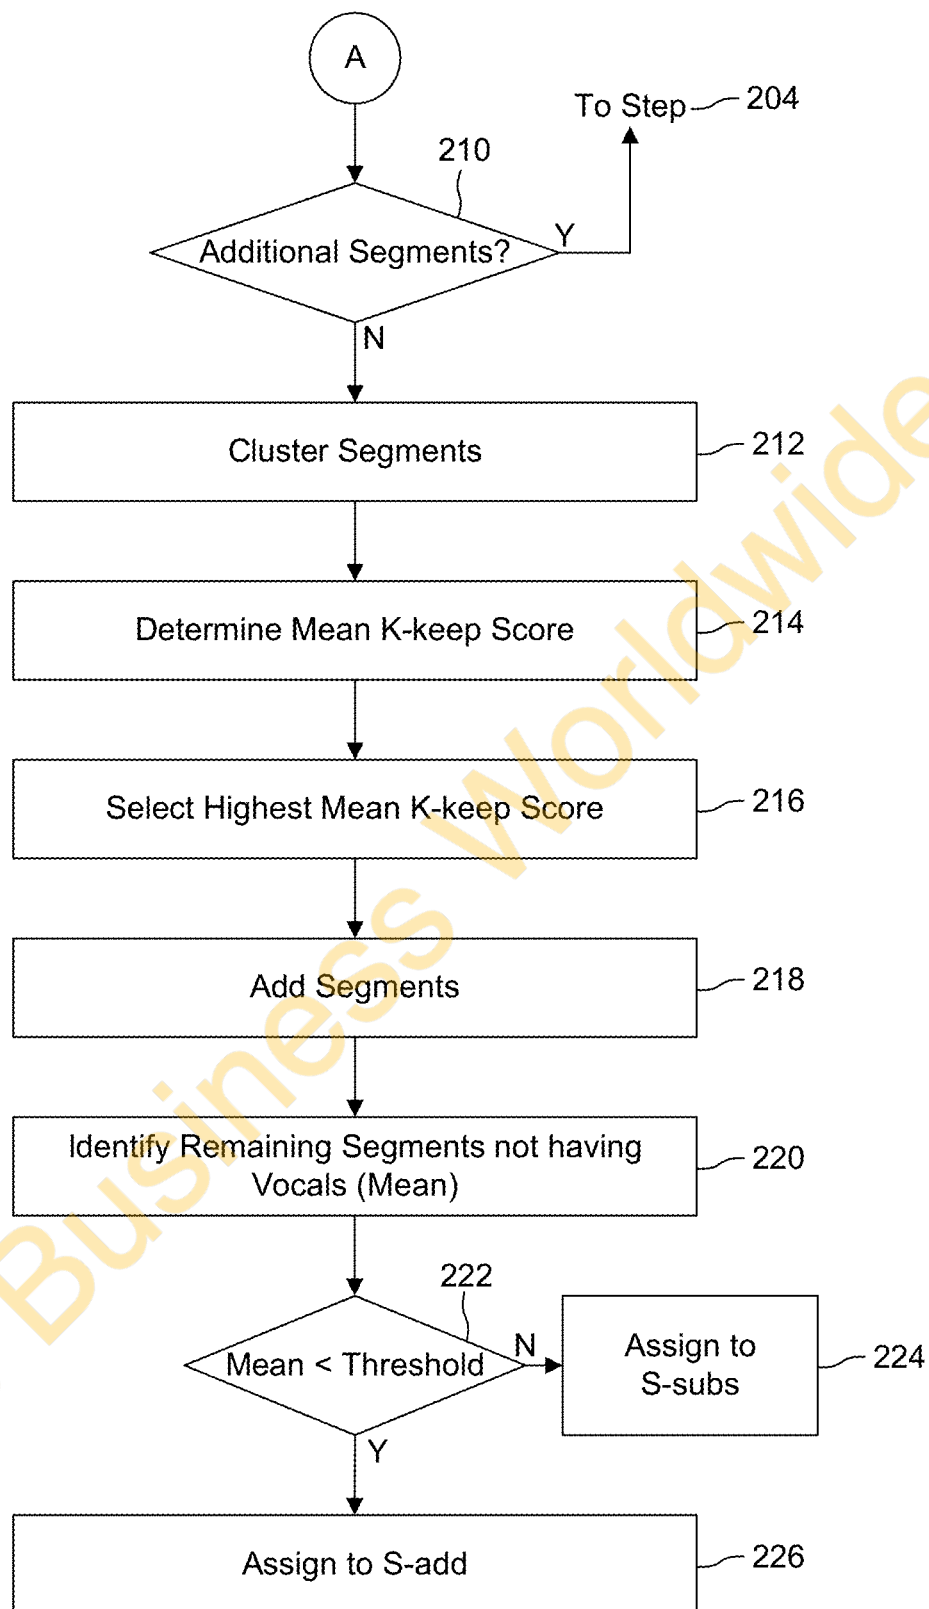 A
To Step 204
210
Additional Segments?
Y
N
Cluster Segments
212
Determine Mean K-keep Score
214
Select Highest Mean K-keep Score
216
Add Segments
218
Identify Remaining Segments not having
Vocals (Mean)
220
222
Mean < Threshold
N
Assign to
S-subs
224
Y
Assign to S-add
226
Business Worldwide